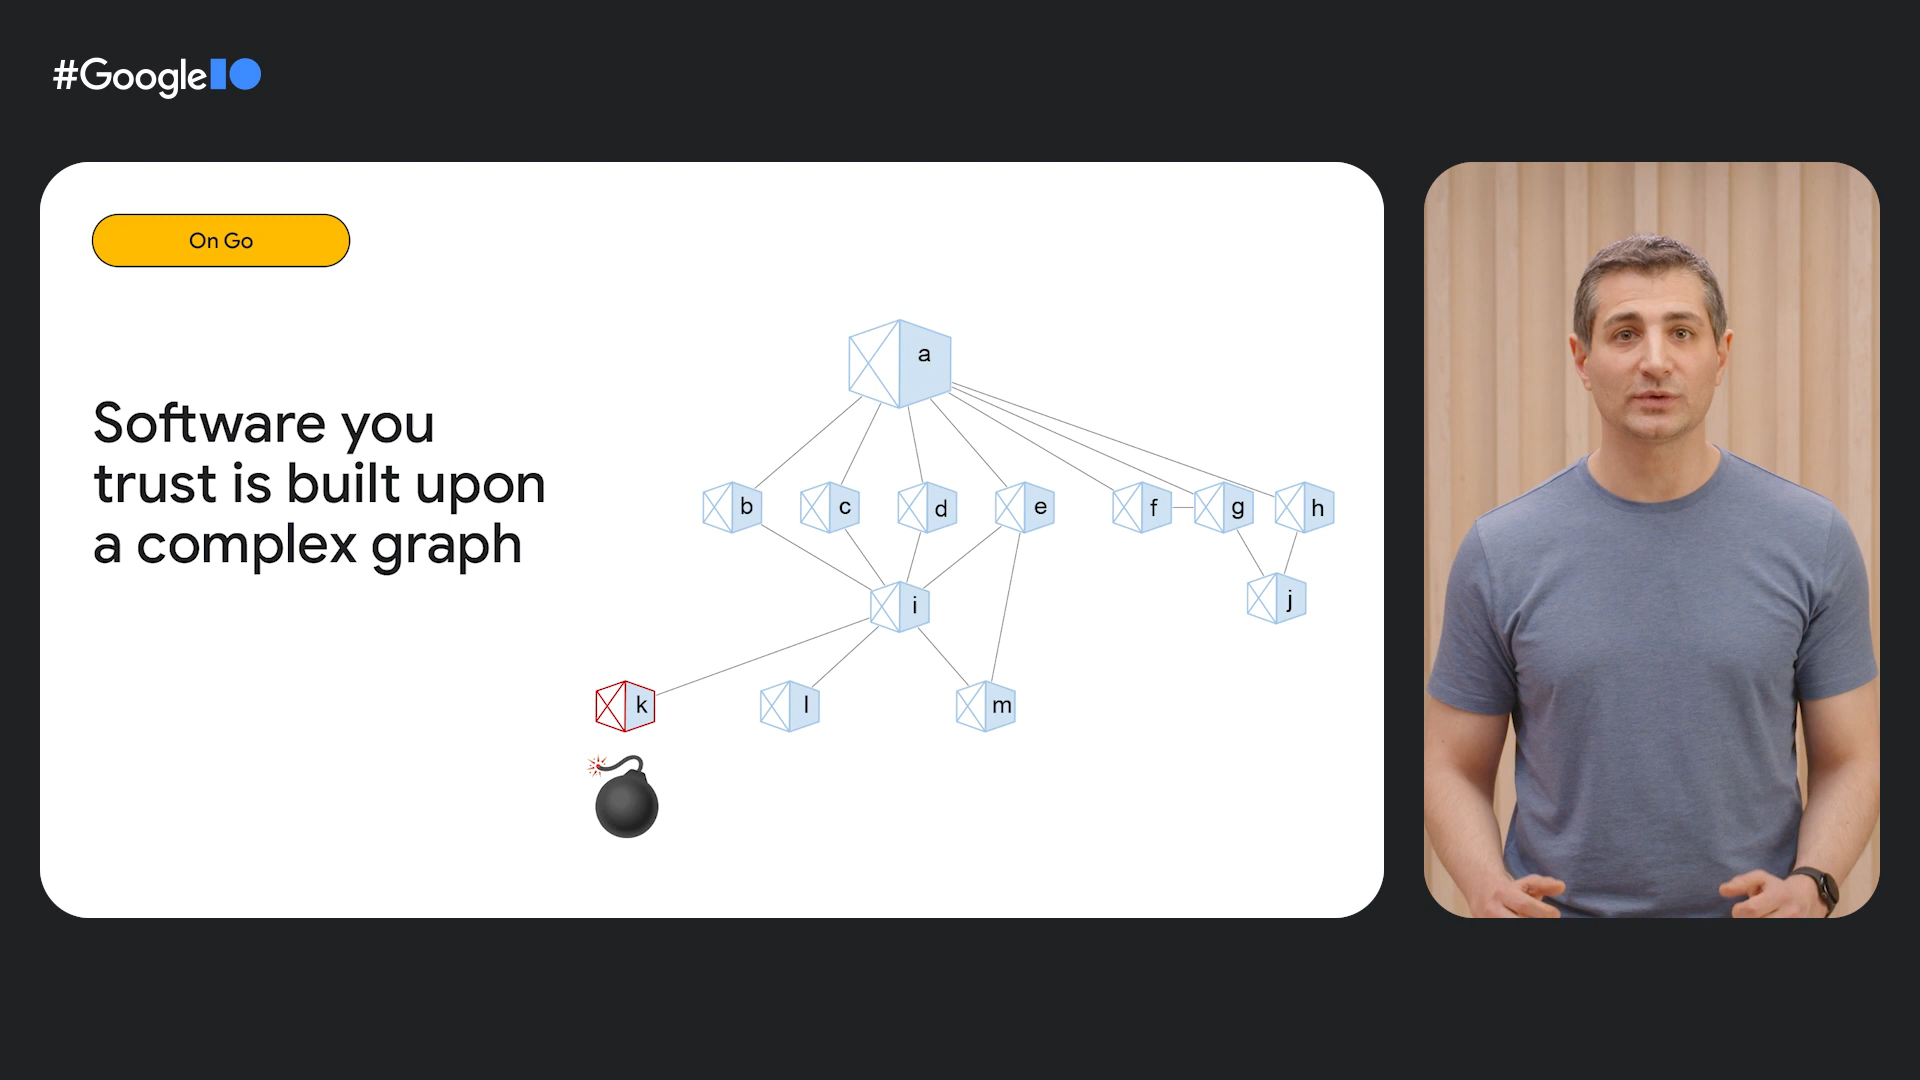 #GoogleIO
On Go
Software you
trust is built upon
a complex graph
a
b
c
d
e
f
g
h
i
j
k
l
m